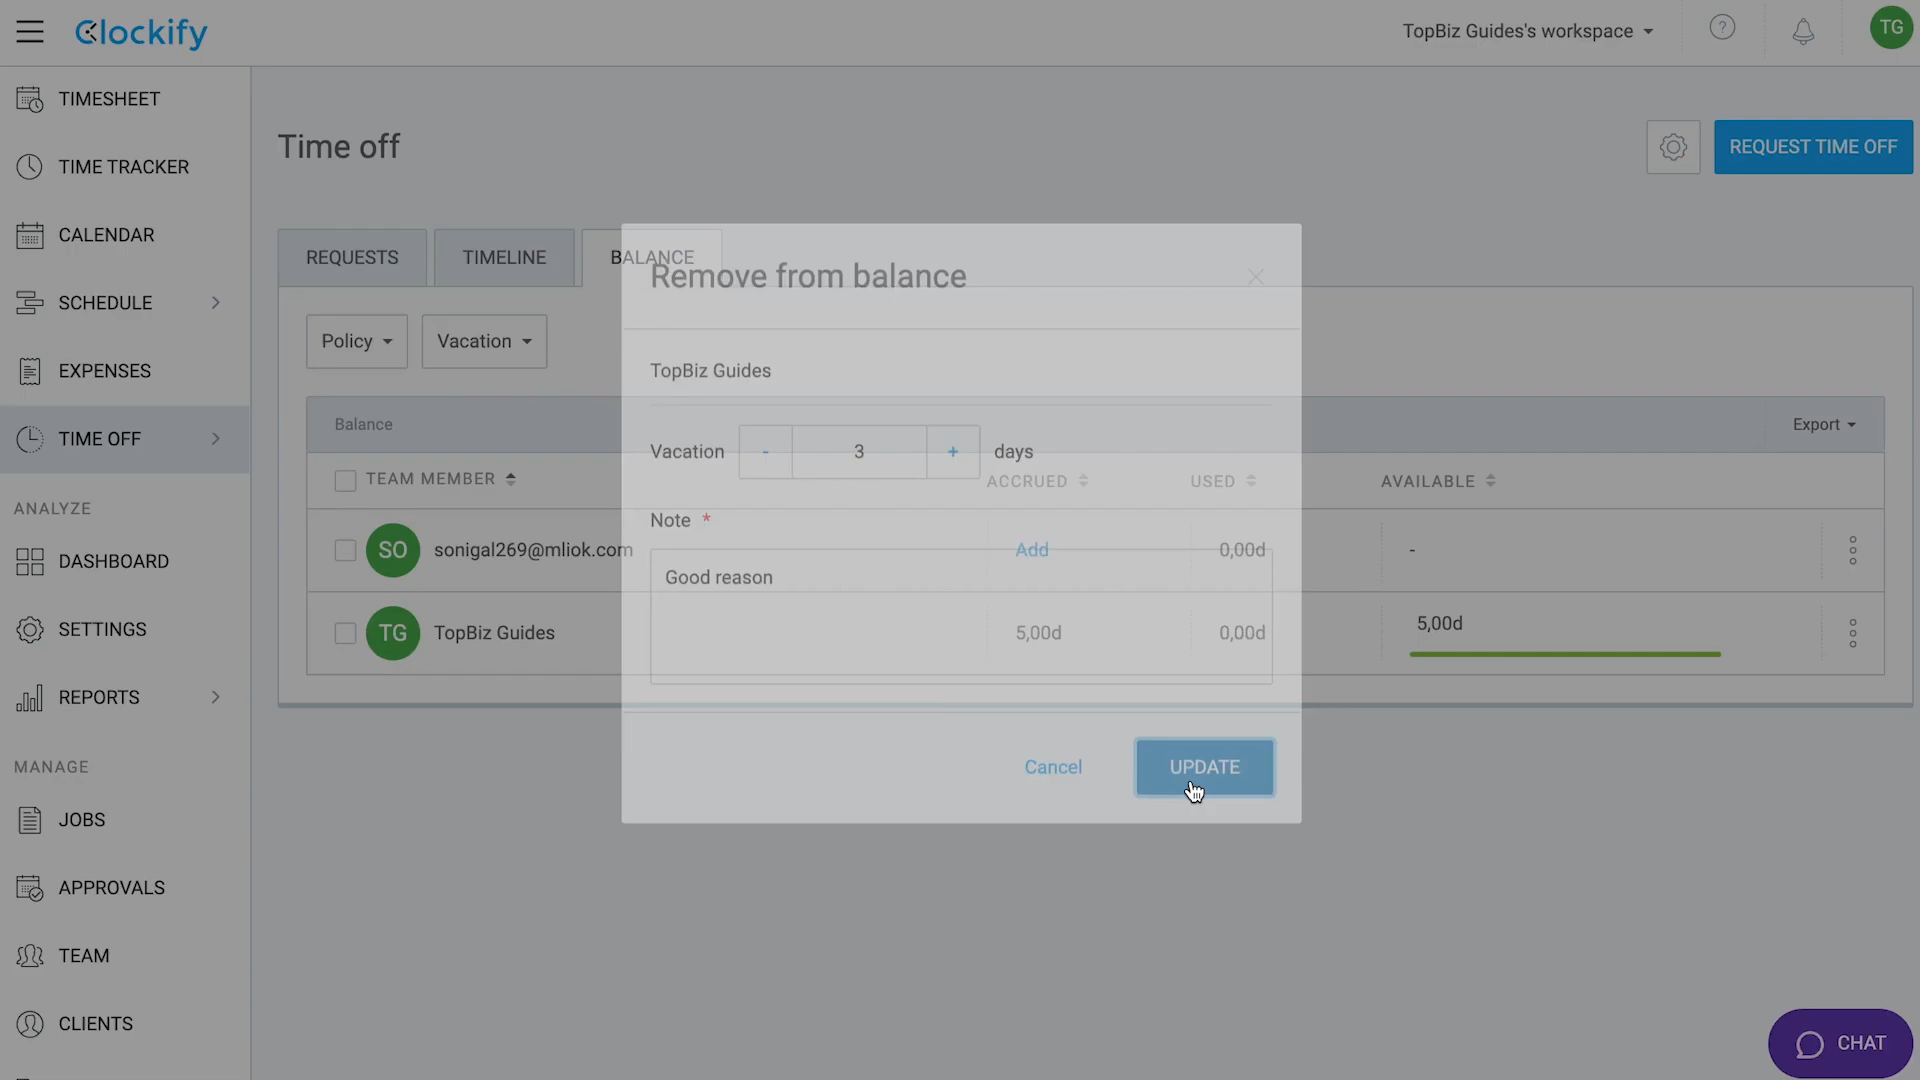 Clockify
TopBiz Guides's workspace
?
TG
TIMESHEET
TIME TRACKER
CALENDAR
SCHEDULE
EXPENSES
TIME OFF
ANALYZE
DASHBOARD
SETTINGS
REPORTS
MANAGE
JOBS
APPROVALS
TEAM
CLIENTS
Time off
REQUEST TIME OFF
REQUESTS
TIMELINE
BALANCE
Policy
Vacation
Balance
Export
TEAM MEMBER
ACCRUED
USED
AVAILABLE
SO
sonigal269@mliok.com
Add
0,00d
-
TG
TopBiz Guides
5,00d
0,00d
5,00d
Remove from balance
TopBiz Guides
Vacation - 3 + days
Note *
Good reason
Cancel
UPDATE
CHAT